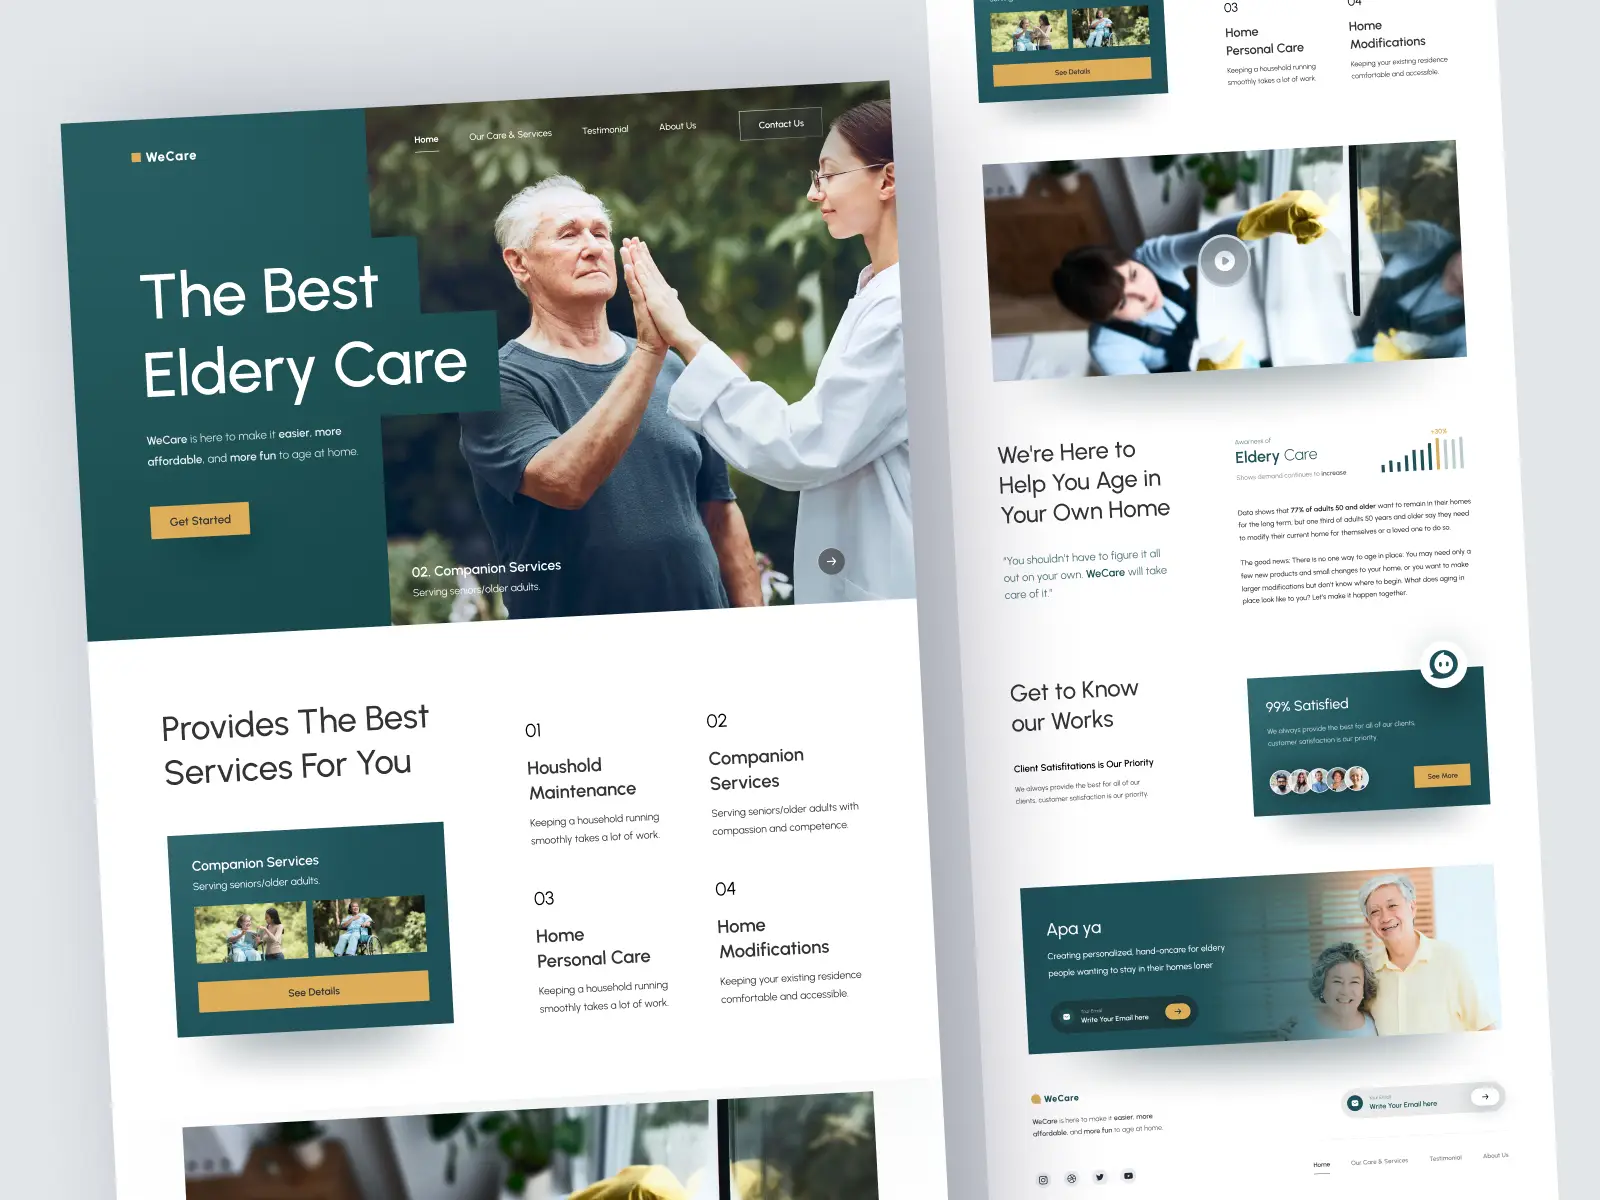 WeCare
Home
Our Care & Services
Testimonial
About Us
Contact Us
The Best
Eldery Care
WeCare is here to make it easier, more
affordable, and more fun to age at home.
Get Started
02. Companion Services
Serving seniors/older adults.
Provides The Best
Services For You
Companion Services
Serving seniors/older adults.
See Details
01
Houshold
Maintenance
Keeping a household running
smoothly takes a lot of work.
02
Companion
Services
Serving seniors/older adults with
compassion and competence.
03
Home
Personal Care
Keeping a household running
smoothly takes a lot of work.
04
Home
Modifications
Keeping your existing residence
comfortable and accessible.
See Details
03
Home
Personal Care
Keeping a household running
smoothly takes a lot of work.
04
Home
Modifications
Keeping your existing residence
comfortable and accessible.
We're Here to
Help You Age in
Your Own Home
"You shouldn't have to figure it all
out on your own. WeCare will take
care of it."
Awarness of
Eldery Care
Shows demand continues to increase
+30%
Data shows that 77% of adults 50 and older want to remain in their homes
for the long term, but one third of adults 50 years and older say they need
to modify their current home for themselves or a loved one to do so.
The good news: There is no one way to age in place: You may need only a
few new products and small changes to your home, or you want to make
larger modifications but don't know where to begin. What does aging in
place look like to you? Let's make it happen together.
Get to Know
our Works
Client Satisfitations is Our Priority
We always provide the best for all of our
clients, customer satisfaction is our priority.
99% Satisfied
We always provide the best for all of our clients,
customer satisfaction is our priority
See More
Apa ya
Creating personalized, hand-oncare for eldery
people wanting to stay in their homes loner
Your Email
Write Your Email here
WeCare
WeCare is here to make it easier, more
affordable, and more fun to age at home.
Your Email
Write Your Email here
Home
Our Care & Services
Testimonial
About Us